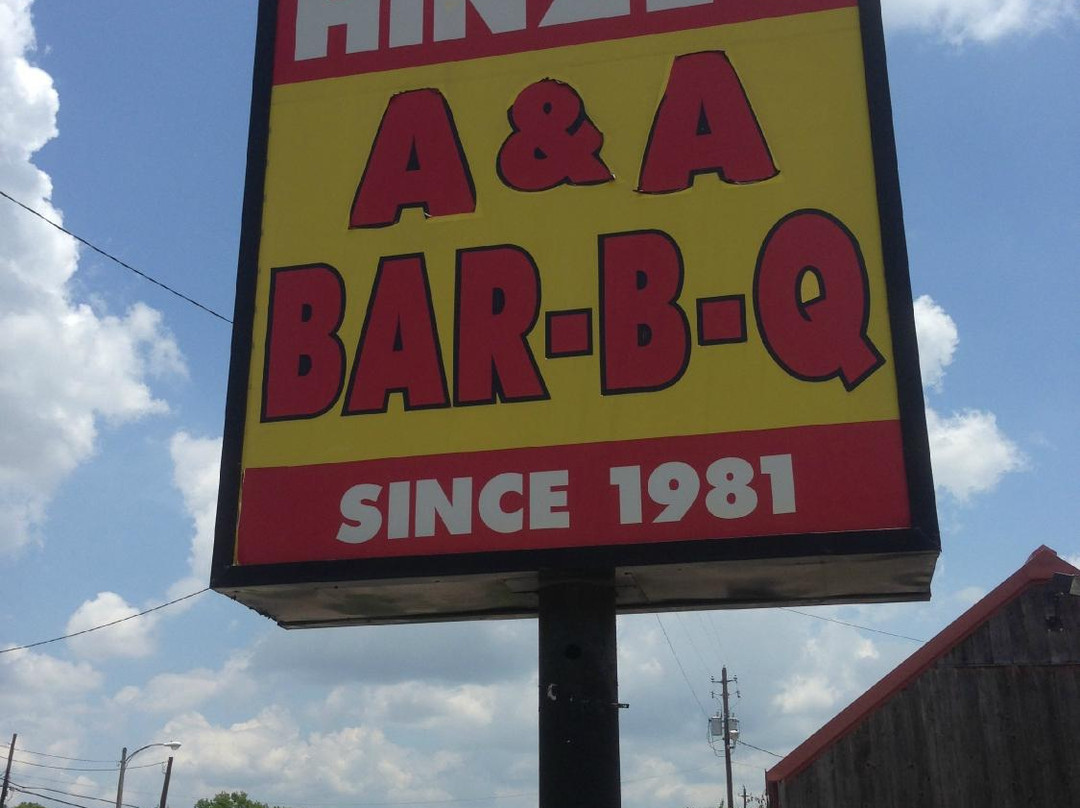 A & A
BAR-B-Q
SINCE 1981